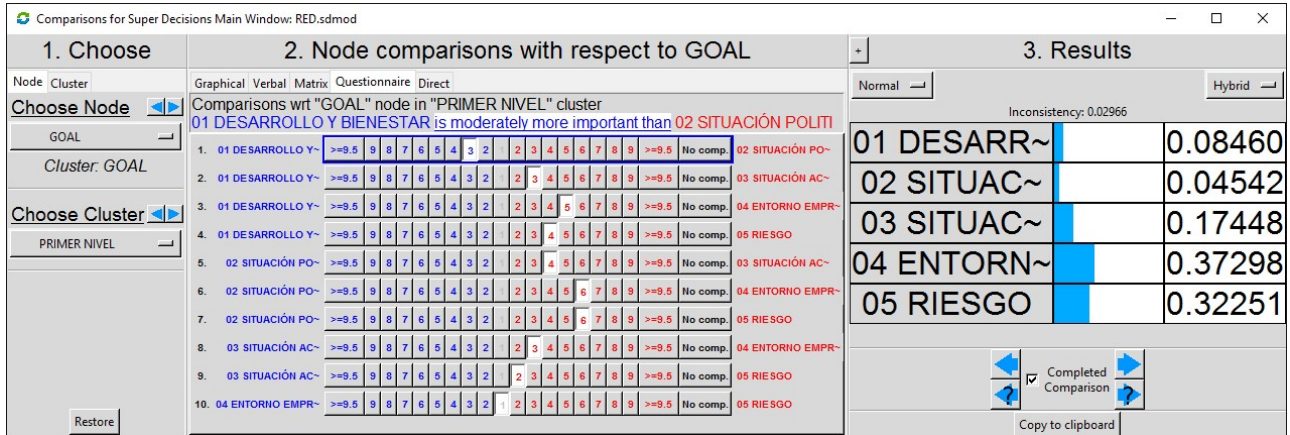 Comparisons for Super Decisions Main Window: RED.sdmod
1. Choose
Node Cluster
Choose Node
GOAL
Cluster: GOAL
Choose Cluster
PRIMER NIVEL
Restore
2. Node comparisons with respect to GOAL
Graphical Verbal Matrix Questionnaire Direct
Comparisons wrt "GOAL" node in "PRIMER NIVEL" cluster
01 DESARROLLO Y BIENESTAR is moderately more important than 02 SITUACIÓN POLITI
1. 01 DESARROLLO Y~ >=9.5 9 8 7 6 5 4 3 2 1 2 3 4 5 6 7 8 9 >=9.5 No comp. 02 SITUACIÓN PO~
2. 01 DESARROLLO Y~ >=9.5 9 8 7 6 5 4 3 2 1 2 3 4 5 6 7 8 9 >=9.5 No comp. 03 SITUACIÓN AC~
3. 01 DESARROLLO Y~ >=9.5 9 8 7 6 5 4 3 2 1 2 3 4 5 6 7 8 9 >=9.5 No comp. 04 ENTORNO EMPR~
4. 01 DESARROLLO Y~ >=9.5 9 8 7 6 5 4 3 2 1 2 3 4 5 6 7 8 9 >=9.5 No comp. 05 RIESGO
5. 02 SITUACIÓN PO~ >=9.5 9 8 7 6 5 4 3 2 1 2 3 4 5 6 7 8 9 >=9.5 No comp. 03 SITUACIÓN AC~
6. 02 SITUACIÓN PO~ >=9.5 9 8 7 6 5 4 3 2 1 2 3 4 5 6 7 8 9 >=9.5 No comp. 04 ENTORNO EMPR~
7. 02 SITUACIÓN PO~ >=9.5 9 8 7 6 5 4 3 2 1 2 3 4 5 6 7 8 9 >=9.5 No comp. 05 RIESGO
8. 03 SITUACIÓN AC~ >=9.5 9 8 7 6 5 4 3 2 1 2 3 4 5 6 7 8 9 >=9.5 No comp. 04 ENTORNO EMPR~
9. 03 SITUACIÓN AC~ >=9.5 9 8 7 6 5 4 3 2 1 2 3 4 5 6 7 8 9 >=9.5 No comp. 05 RIESGO
10. 04 ENTORNO EMPR~ >=9.5 9 8 7 6 5 4 3 2 1 2 3 4 5 6 7 8 9 >=9.5 No comp. 05 RIESGO
+ 3. Results
Normal Hybrid
Inconsistency: 0.02966
01 DESARR~ 0.08460
02 SITUAC~ 0.04542
03 SITUAC~ 0.17448
04 ENTORN~ 0.37298
05 RIESGO 0.32251
Completed
Comparison
? ?
Copy to clipboard